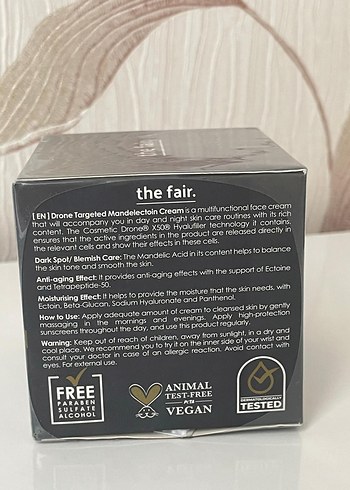 the fair.
the fair.
[ EN ] Drone Targeted Mandelectoin Cream is a multifunctional face cream
that will accompany you in day and night skin care routines with its rich
content. The Cosmetic Drone® X50® Hyalufiller technology it contains,
ensures that the active ingredients in the product are released directly in
the relevant cells and show their effects in these cells.
Dark Spot/ Blemish Care: The Mandelic Acid in its content helps to balance
the skin tone and smooth the skin.
Anti-aging Effect: It provides anti-aging effects with the support of Ectoine
and Tetrapeptide-50.
Moisturising Effect: It helps to provide the moisture that the skin needs, with
Ectoin, Beta-Glucan, Sodium Hyaluronate and Panthenol.
How to Use: Apply adequate amount of cream to cleansed skin by gently
massaging in the mornings and evenings. Apply high-protection
sunscreens throughout the day, and use this product regularly.
Warning: Keep out of reach of children, away from sunlight, in a dry and
cool place. We recommend you to try it on the inner side of your wrist and
consult your doctor in case of an allergic reaction. Avoid contact with
eyes. For external use.
FREE
PARABEN
SULFATE
ALCOHOL
ANIMAL
TEST-FREE
VEGAN
DERMATOLOGICALLY
TESTED